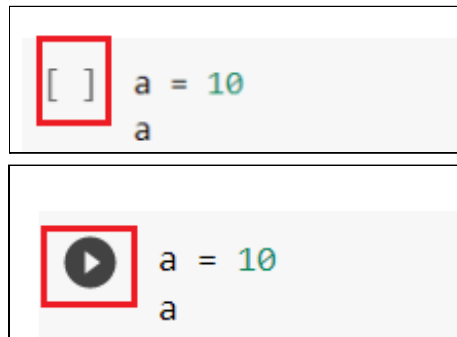 [ ] a = 10
a
a = 10
a